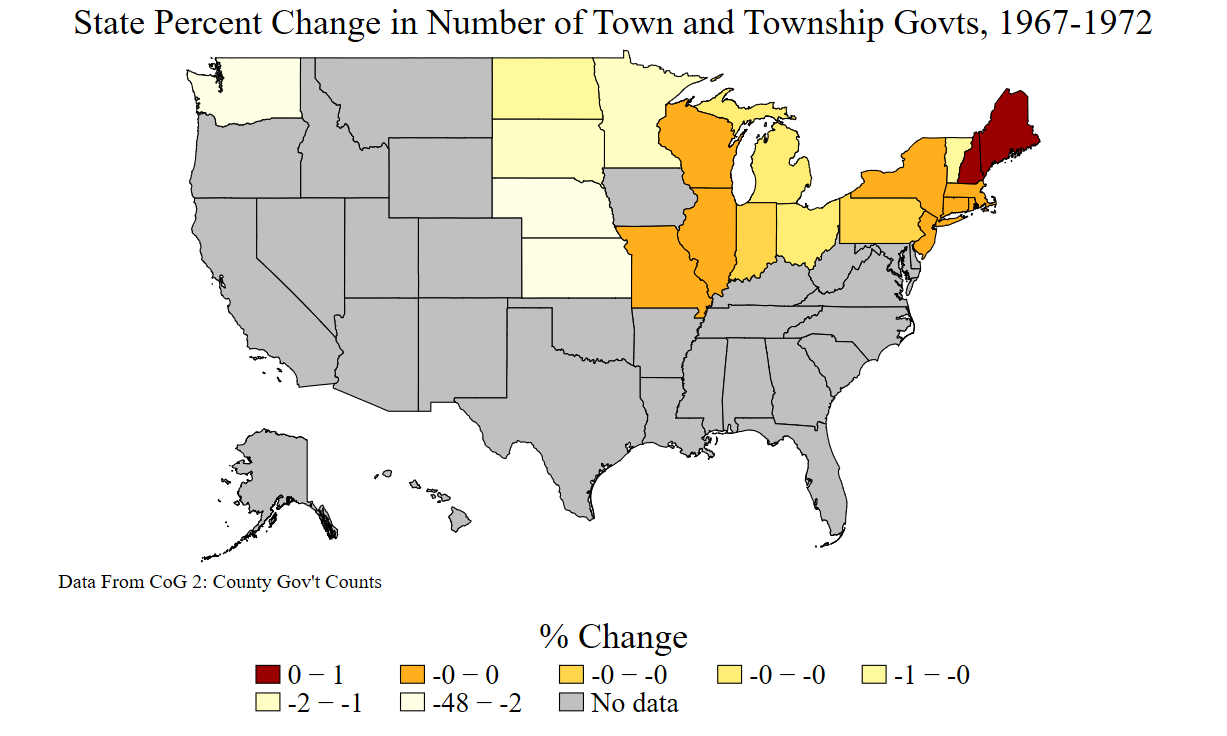 State Percent Change in Number of Town and Township Govts, 1967-1972
Data From CoG 2: County Gov't Counts
% Change
0 − 1 -0 − 0 -0 − -0 -0 − -0 -1 − -0
-2 − -1 -48 − -2 No data